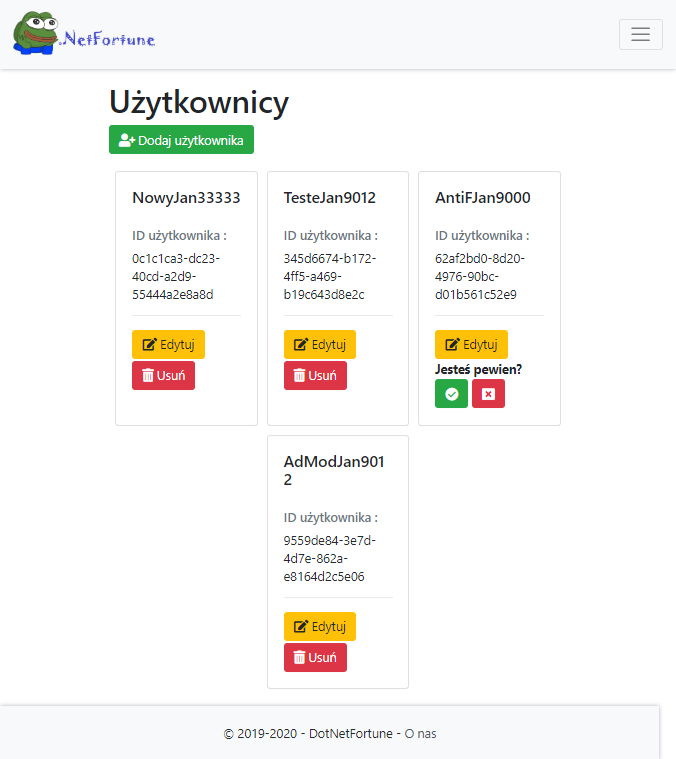 .NetFortune
Użytkownicy
Dodaj użytkownika
NowyJan33333
ID użytkownika :
0c1c1ca3-dc23-
40cd-a2d9-
55444a2e8a8d
Edytuj
Usuń
TesteJan9012
ID użytkownika :
345d6674-b172-
4ff5-a469-
b19c643d8e2c
Edytuj
Usuń
AntiFJan9000
ID użytkownika :
62af2bd0-8d20-
4976-90bc-
d01b561c52e9
Edytuj
Jesteś pewien?
AdModJan901
2
ID użytkownika :
9559de84-3e7d-
4d7e-862a-
e8164d2c5e06
Edytuj
Usuń
© 2019-2020 - DotNetFortune - O nas